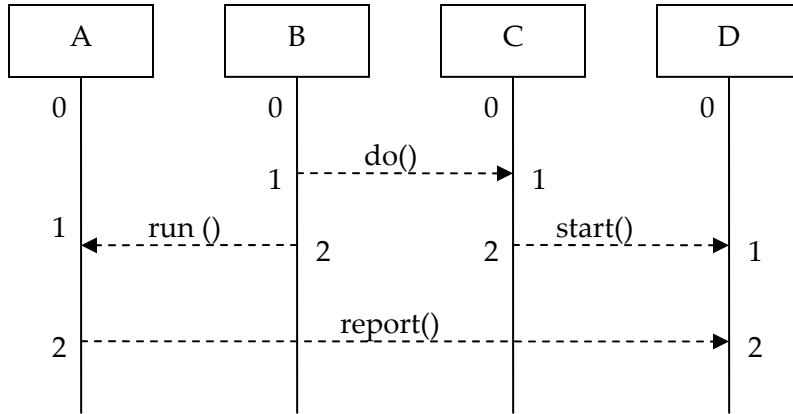 A B C D
0 0 0 0
do()
1 1
1 run () 2 2 start() 1
report()
2 2